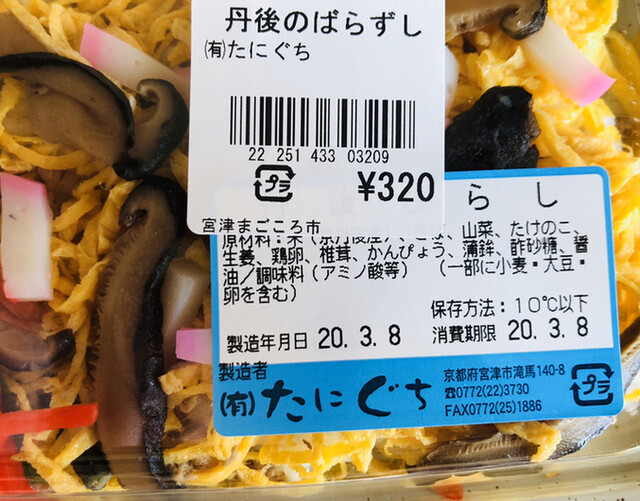 丹後のばらずし
(有)たにぐち
22 251 433 03209
プラ
¥320
宮津まごころ市
らし
山菜、たけのこ、
生姜、鶏卵、椎茸、かんぴょう、蒲鉾、酢砂糖、醤
油／調味料(アミノ酸等) (一部に小麦・大豆・
卵を含む)
保存方法：10℃以下
製造年月日 20.3.8 消費期限 20.3.8
製造者
(有)たにぐち
京都府宮津市滝馬140-8
☎0772(22)3730
FAX0772(25)1886
プラ